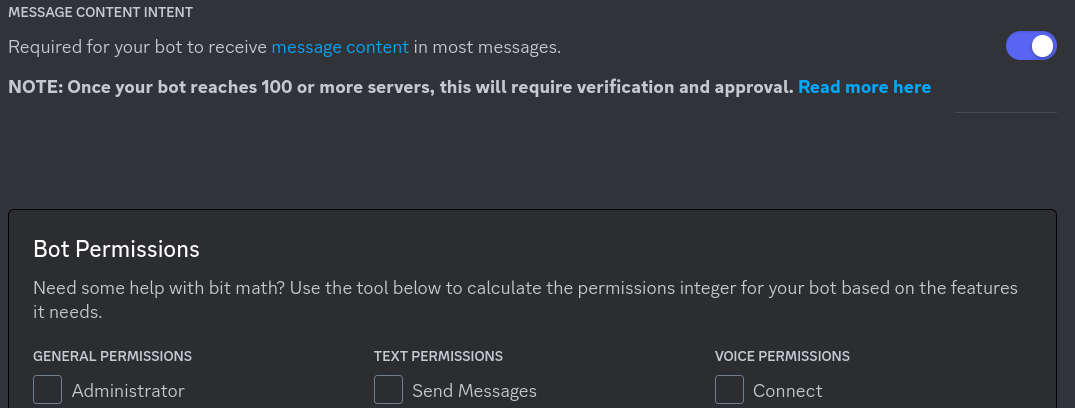 MESSAGE CONTENT INTENT
Required for your bot to receive message content in most messages.
NOTE: Once your bot reaches 100 or more servers, this will require verification and approval. Read more here
Bot Permissions
Need some help with bit math? Use the tool below to calculate the permissions integer for your bot based on the features
it needs.
GENERAL PERMISSIONS TEXT PERMISSIONS VOICE PERMISSIONS
Administrator Send Messages Connect